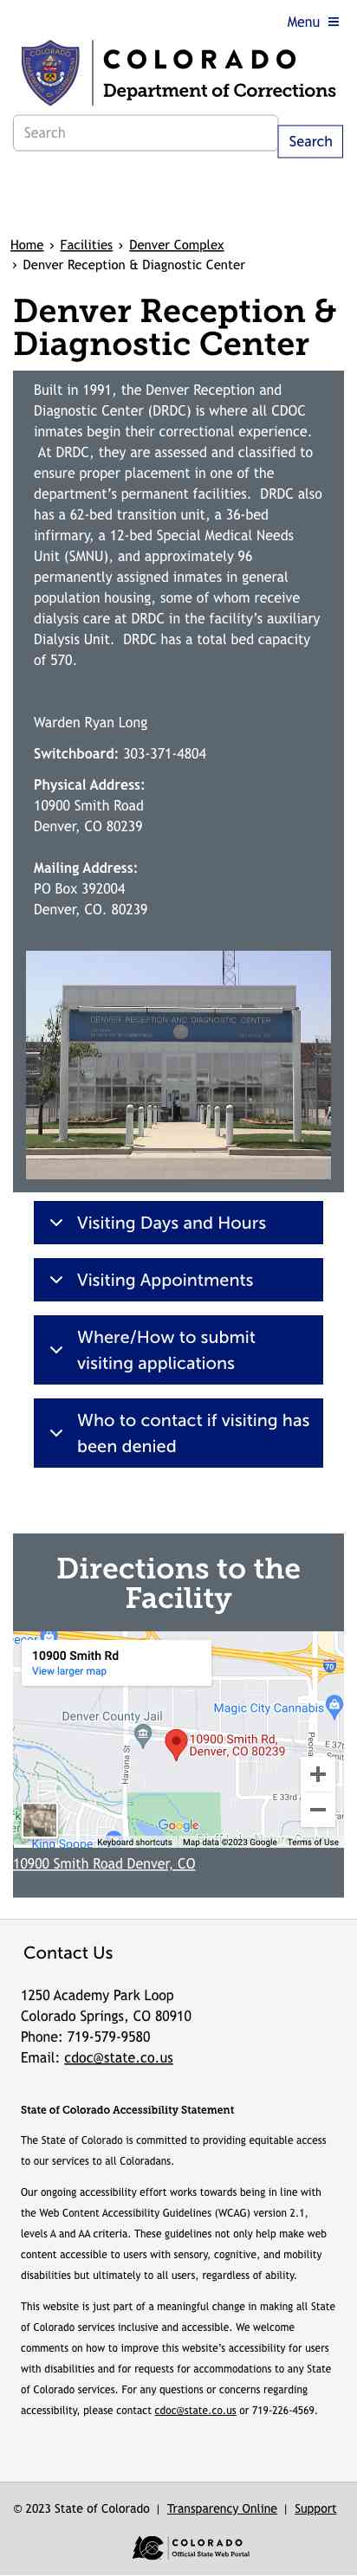 Menu
COLORADO
Department of Corrections
Search
Search
Home › Facilities › Denver Complex
› Denver Reception & Diagnostic Center
Denver Reception &
Diagnostic Center
Built in 1991, the Denver Reception and
Diagnostic Center (DRDC) is where all CDOC
inmates begin their correctional experience.
At DRDC, they are assessed and classified to
ensure proper placement in one of the
department’s permanent facilities. DRDC also
has a 62-bed transition unit, a 36-bed
infirmary, a 12-bed Special Medical Needs
Unit (SMNU), and approximately 96
permanently assigned inmates in general
population housing, some of whom receive
dialysis care at DRDC in the facility’s auxiliary
Dialysis Unit. DRDC has a total bed capacity
of 570.
Warden Ryan Long
Switchboard: 303-371-4804
Physical Address:
10900 Smith Road
Denver, CO 80239
Mailing Address:
PO Box 392004
Denver, CO. 80239
DENVER RECEPTION AND DIAGNOSTIC CENTER
Visiting Days and Hours
Visiting Appointments
Where/How to submit
visiting applications
Who to contact if visiting has
been denied
Directions to the
Facility
10900 Smith Rd
View larger map
70
Magic City Cannabis
Denver County Jail
10900 Smith Rd,
Denver, CO 80239
Havana St
Peoria
E 37t
E 33rd A
Google
King Soope
Keyboard shortcuts Map data ©2023 Google Terms of Use
10900 Smith Road Denver, CO
Contact Us
1250 Academy Park Loop
Colorado Springs, CO 80910
Phone: 719-579-9580
Email: cdoc@state.co.us
State of Colorado Accessibility Statement
The State of Colorado is committed to providing equitable access
to our services to all Coloradans.
Our ongoing accessibility effort works towards being in line with
the Web Content Accessibility Guidelines (WCAG) version 2.1,
levels A and AA criteria. These guidelines not only help make web
content accessible to users with sensory, cognitive, and mobility
disabilities but ultimately to all users, regardless of ability.
This website is just part of a meaningful change in making all State
of Colorado services inclusive and accessible. We welcome
comments on how to improve this website’s accessibility for users
with disabilities and for requests for accommodations to any State
of Colorado services. For any questions or concerns regarding
accessibility, please contact cdoc@state.co.us or 719-226-4569.
© 2023 State of Colorado | Transparency Online | Support
COLORADO
Official State Web Portal